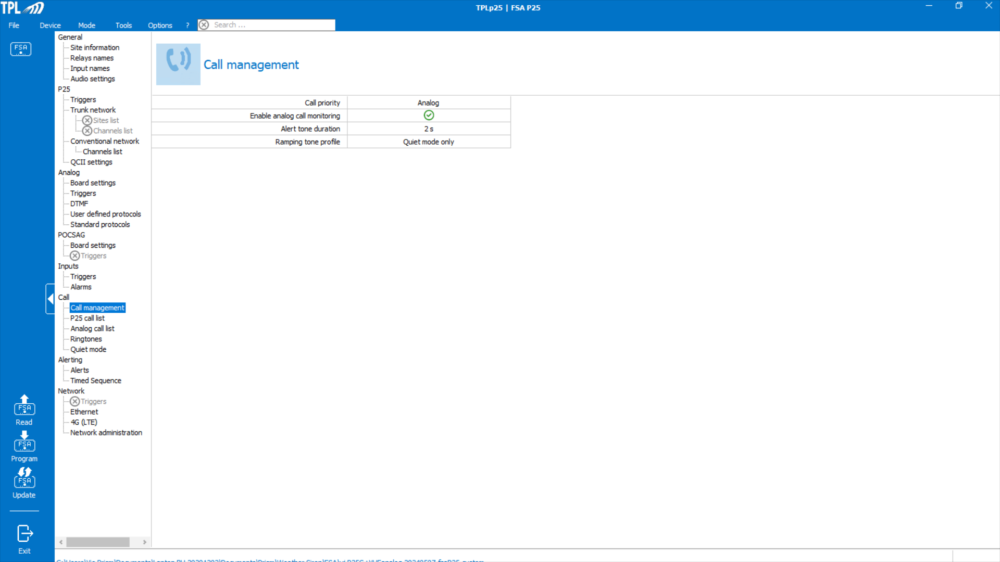 TPL
TPLp25 | FSA P25
File Device Mode Tools Options ? Search ...
FSA
General
Site information
Relays names
Input names
Audio settings
P25
Triggers
Trunk network
Sites list
Channels list
Conventional network
Channels list
QCII settings
Analog
Board settings
Triggers
DTMF
User defined protocols
Standard protocols
POCSAG
Board settings
Triggers
Inputs
Triggers
Alarms
Call
Call management
P25 call list
Analog call list
Ringtones
Quiet mode
Alerting
Alerts
Timed Sequence
Network
Triggers
Ethernet
4G (LTE)
Network administration
FSA
Read
FSA
Program
FSA
Update
Exit
Call management
Call priority Analog
Enable analog call monitoring
Alert tone duration 2 s
Ramping tone profile Quiet mode only